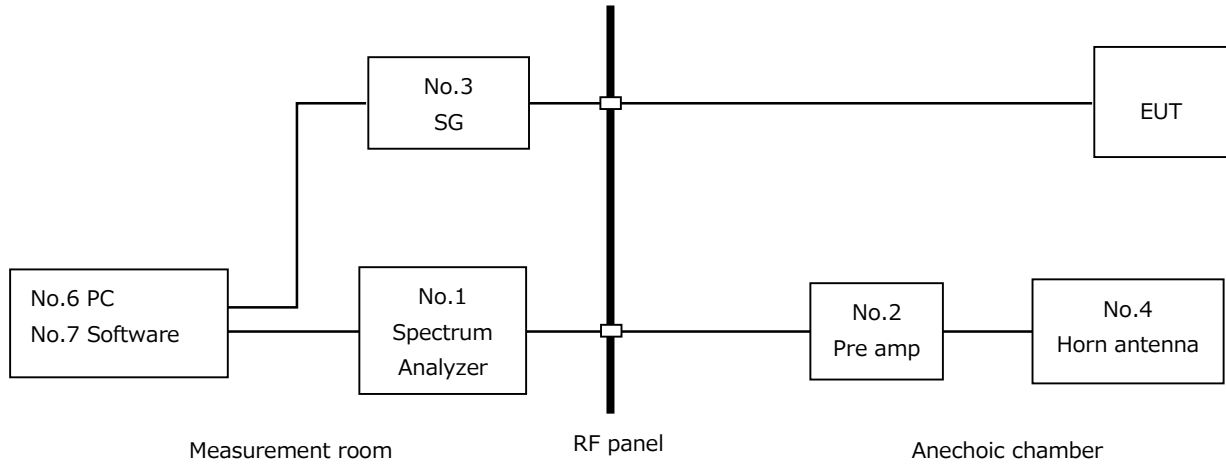 No.3
SG
EUT
No.6 PC
No.7 Software
No.1
Spectrum
Analyzer
No.2
Pre amp
No.4
Horn antenna
Measurement room
RF panel
Anechoic chamber